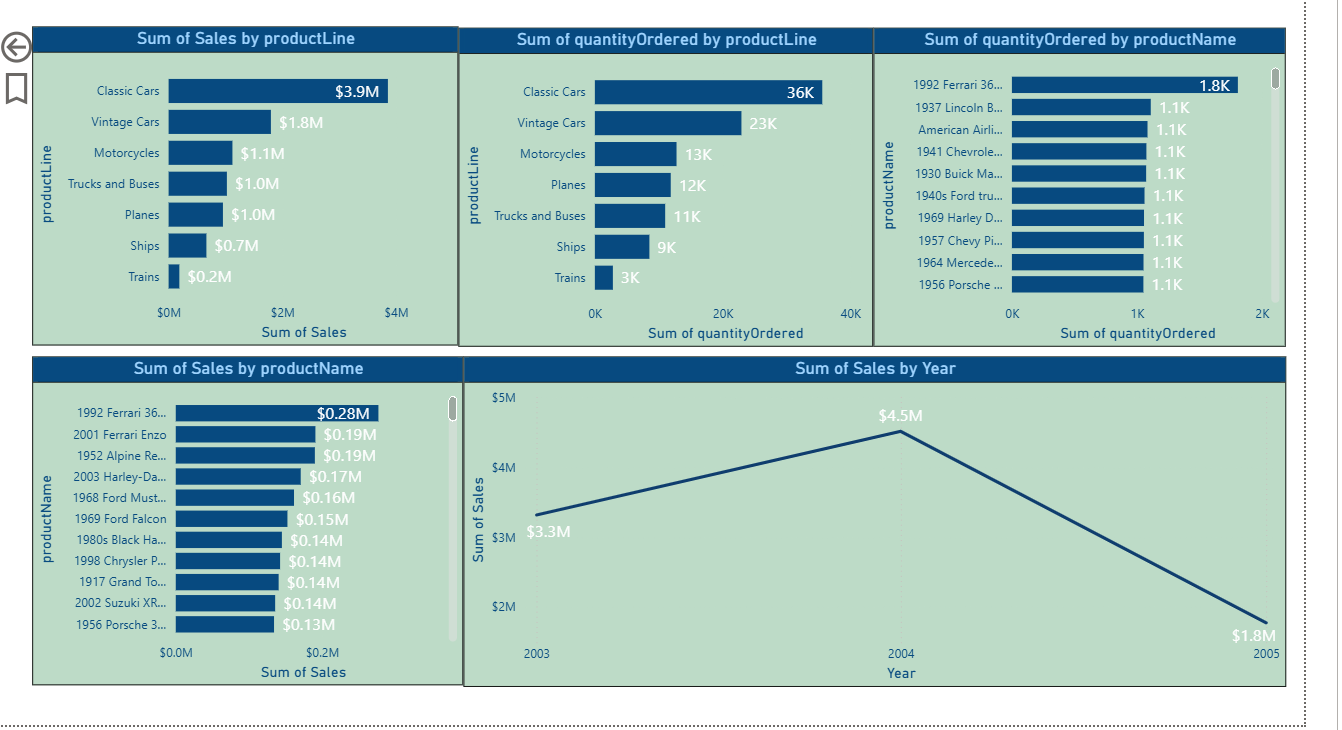 Sum of Sales by productLine
productLine
Classic Cars $3.9M
Vintage Cars $1.8M
Motorcycles $1.1M
Trucks and Buses $1.0M
Planes $1.0M
Ships $0.7M
Trains $0.2M
$0M $2M $4M
Sum of Sales
Sum of quantityOrdered by productLine
productLine
Classic Cars 36K
Vintage Cars 23K
Motorcycles 13K
Planes 12K
Trucks and Buses 11K
Ships 9K
Trains 3K
0K 20K 40K
Sum of quantityOrdered
Sum of quantityOrdered by productName
productName
1992 Ferrari 36... 1.8K
1937 Lincoln B... 1.1K
American Airli... 1.1K
1941 Chevrole... 1.1K
1930 Buick Ma... 1.1K
1940s Ford tru... 1.1K
1969 Harley D... 1.1K
1957 Chevy Pi... 1.1K
1964 Mercede... 1.1K
1956 Porsche ... 1.1K
0K 1K 2K
Sum of quantityOrdered
Sum of Sales by productName
productName
1992 Ferrari 36... $0.28M
2001 Ferrari Enzo $0.19M
1952 Alpine Re... $0.19M
2003 Harley-Da... $0.17M
1968 Ford Must... $0.16M
1969 Ford Falcon $0.15M
1980s Black Ha... $0.14M
1998 Chrysler P... $0.14M
1917 Grand To... $0.14M
2002 Suzuki XR... $0.14M
1956 Porsche 3... $0.13M
$0.0M $0.2M
Sum of Sales
Sum of Sales by Year
Sum of Sales
$5M
$4M
$3M
$2M
$3.3M
$4.5M
$1.8M
2003 2004 2005
Year